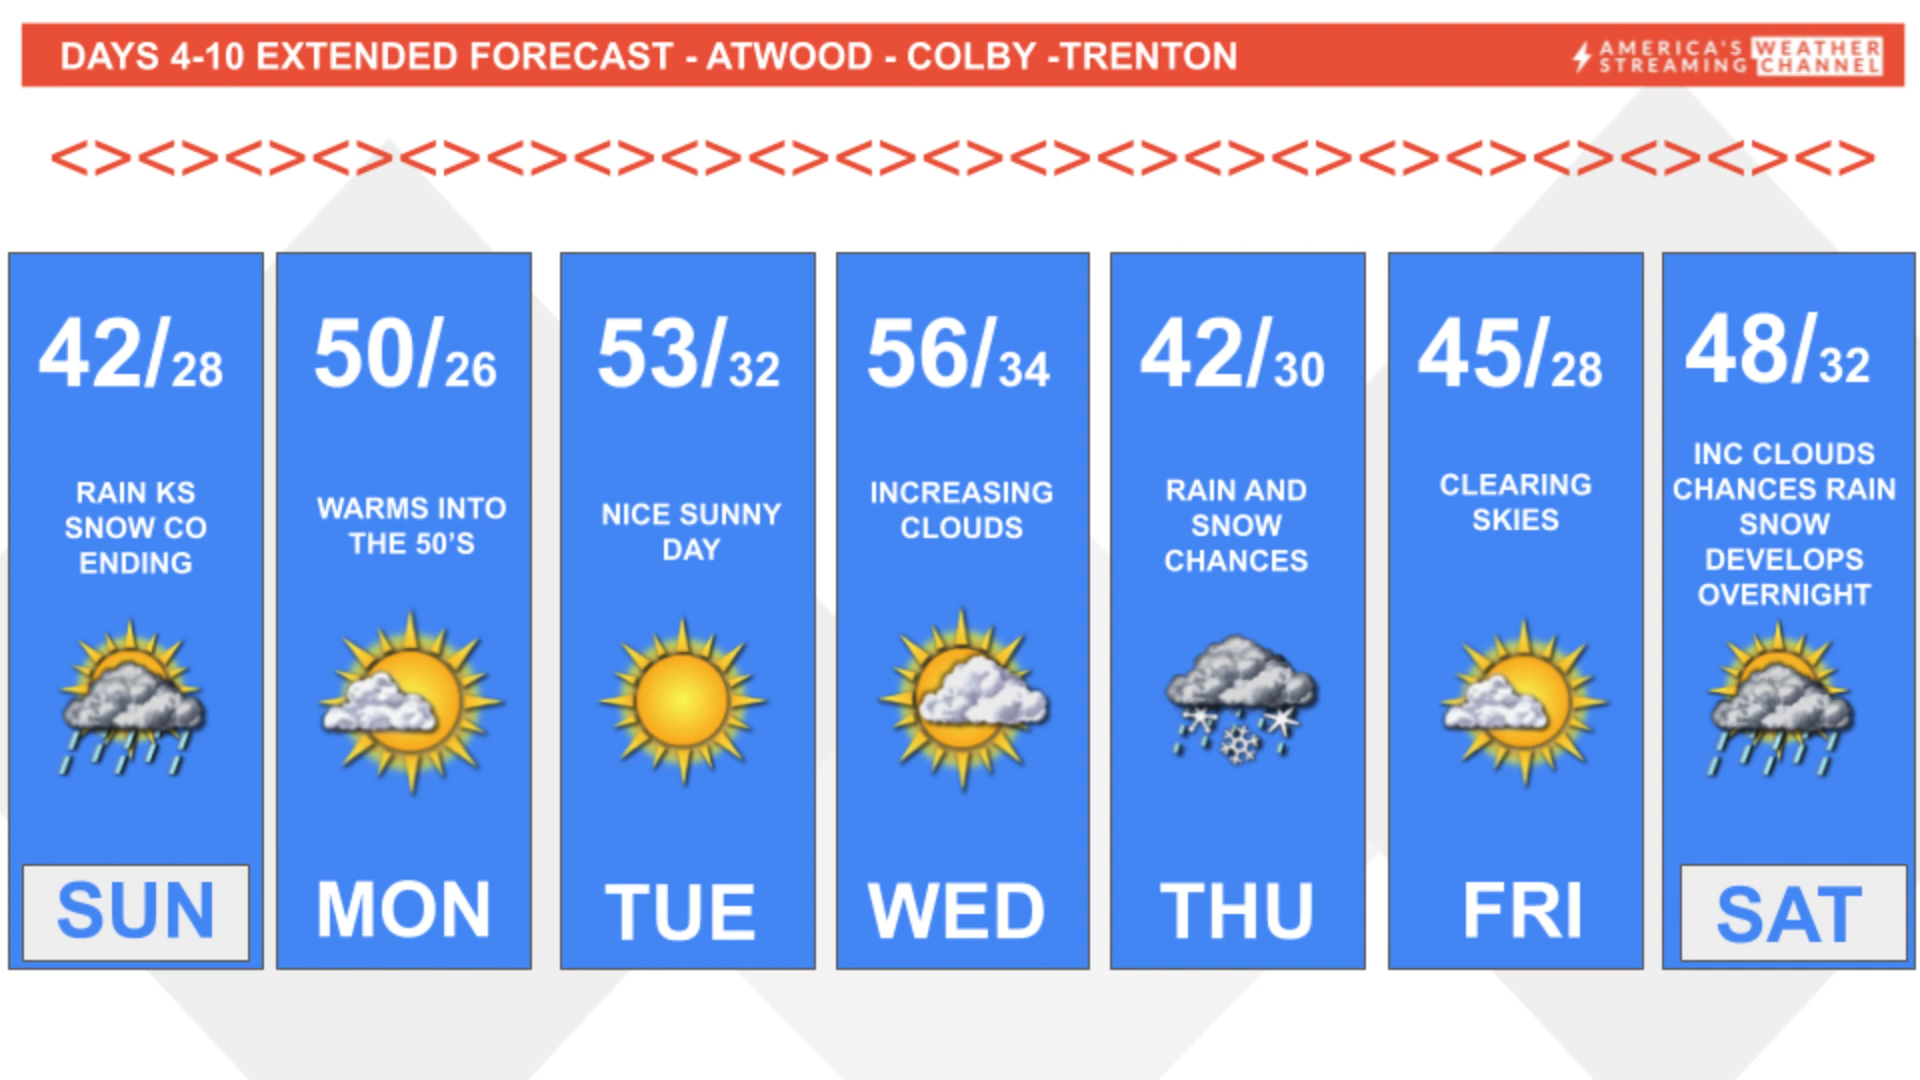 DAYS 4-10 EXTENDED FORECAST - ATWOOD - COLBY -TRENTON
AMERICA'S
STREAMING
WEATHER
CHANNEL
<><><><><><><><><><><><><><><><><><><><><>
42/28
RAIN KS
SNOW CO
ENDING
SUN
50/26
WARMS INTO
THE 50'S
MON
53/32
NICE SUNNY
DAY
TUE
56/34
INCREASING
CLOUDS
WED
42/30
RAIN AND
SNOW
CHANCES
THU
45/28
CLEARING
SKIES
FRI
48/32
INC CLOUDS
CHANCES RAIN
SNOW
DEVELOPS
OVERNIGHT
SAT